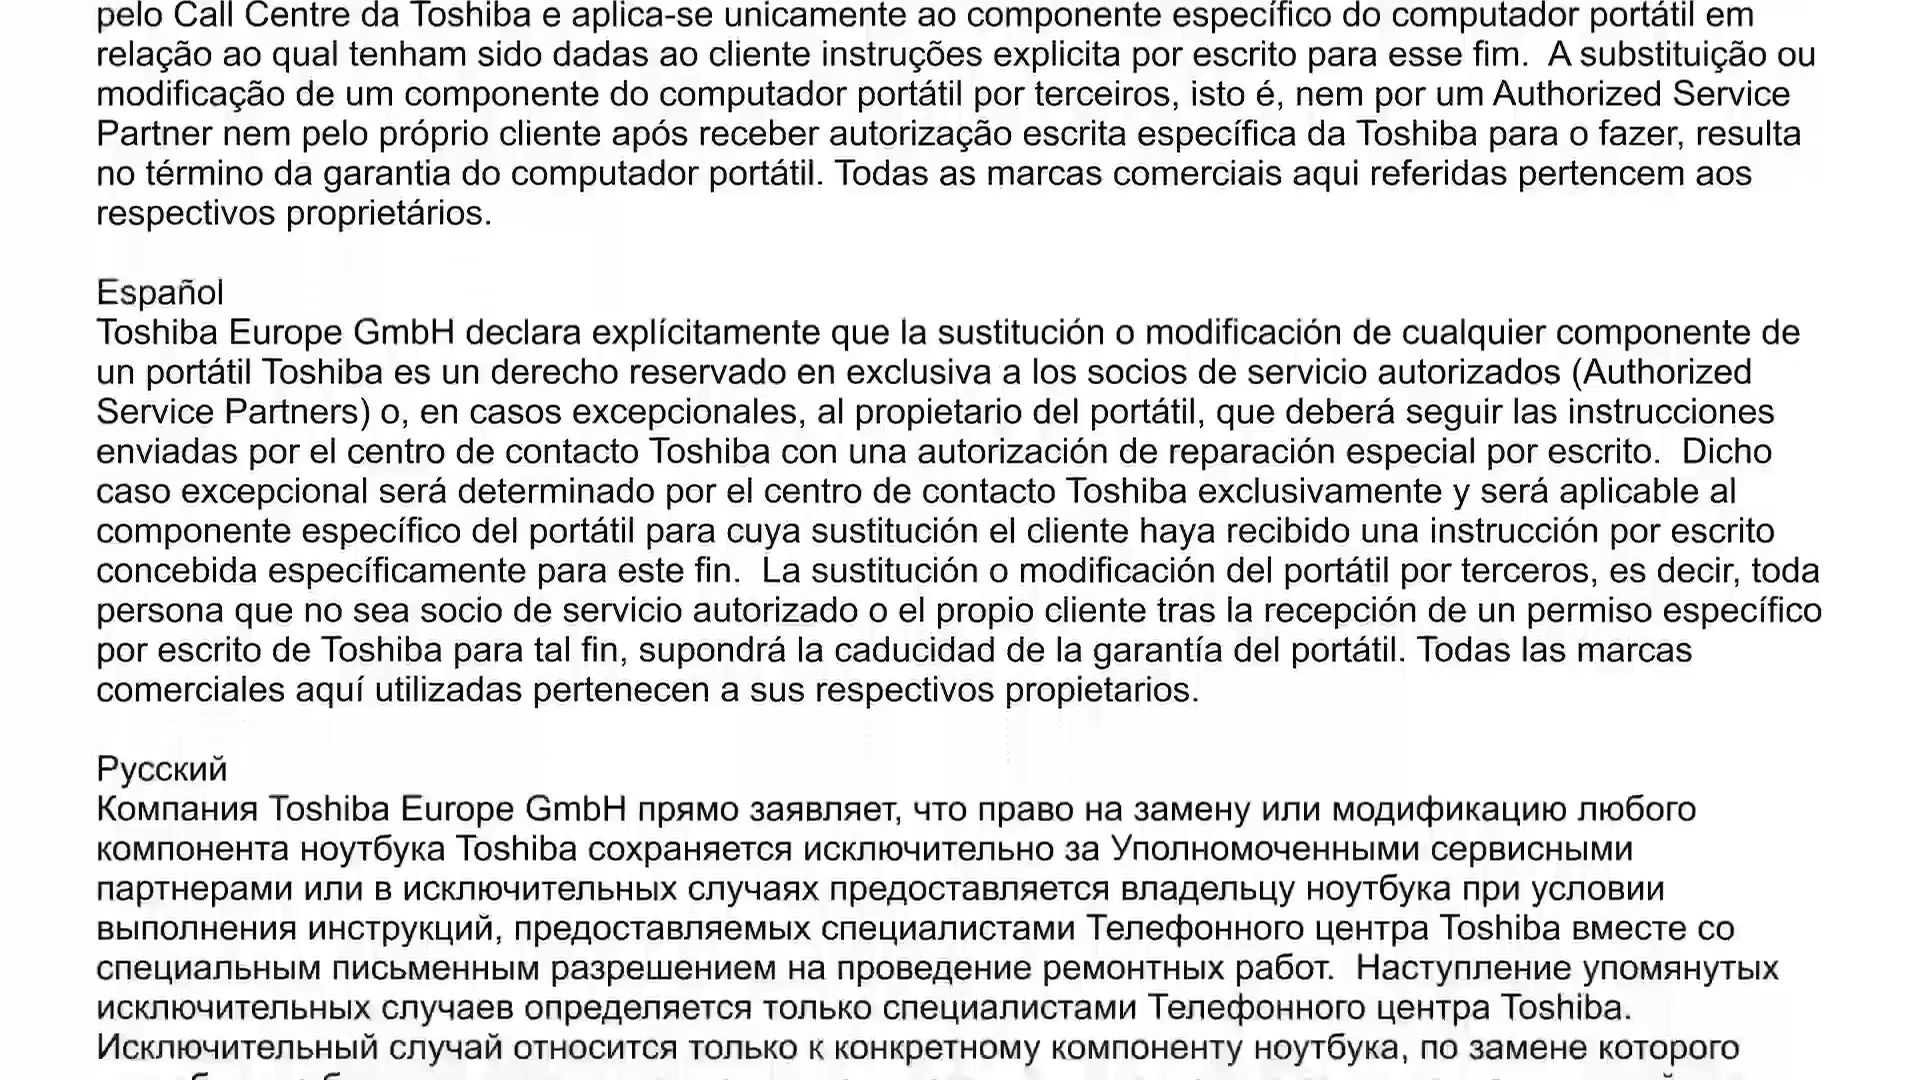 pelo Call Centre da Toshiba e aplica-se unicamente ao componente específico do computador portátil em
relação ao qual tenham sido dadas ao cliente instruções explicita por escrito para esse fim.  A substituição ou
modificação de um componente do computador portátil por terceiros, isto é, nem por um Authorized Service
Partner nem pelo próprio cliente após receber autorização escrita específica da Toshiba para o fazer, resulta
no término da garantia do computador portátil. Todas as marcas comerciais aqui referidas pertencem aos
respectivos proprietários.
Español
Toshiba Europe GmbH declara explícitamente que la sustitución o modificación de cualquier componente de
un portátil Toshiba es un derecho reservado en exclusiva a los socios de servicio autorizados (Authorized
Service Partners) o, en casos excepcionales, al propietario del portátil, que deberá seguir las instrucciones
enviadas por el centro de contacto Toshiba con una autorización de reparación especial por escrito.  Dicho
caso excepcional será determinado por el centro de contacto Toshiba exclusivamente y será aplicable al
componente específico del portátil para cuya sustitución el cliente haya recibido una instrucción por escrito
concebida específicamente para este fin.  La sustitución o modificación del portátil por terceros, es decir, toda
persona que no sea socio de servicio autorizado o el propio cliente tras la recepción de un permiso específico
por escrito de Toshiba para tal fin, supondrá la caducidad de la garantía del portátil. Todas las marcas
comerciales aquí utilizadas pertenecen a sus respectivos propietarios.
Русский
Компания Toshiba Europe GmbH прямо заявляет, что право на замену или модификацию любого
компонента ноутбука Toshiba сохраняется исключительно за Уполномоченными сервисными
партнерами или в исключительных случаях предоставляется владельцу ноутбука при условии
выполнения инструкций, предоставляемых специалистами Телефонного центра Toshiba вместе со
специальным письменным разрешением на проведение ремонтных работ.  Наступление упомянутых
исключительных случаев определяется только специалистами Телефонного центра Toshiba.
Исключительный случай относится только к конкретному компоненту ноутбука, по замене которого